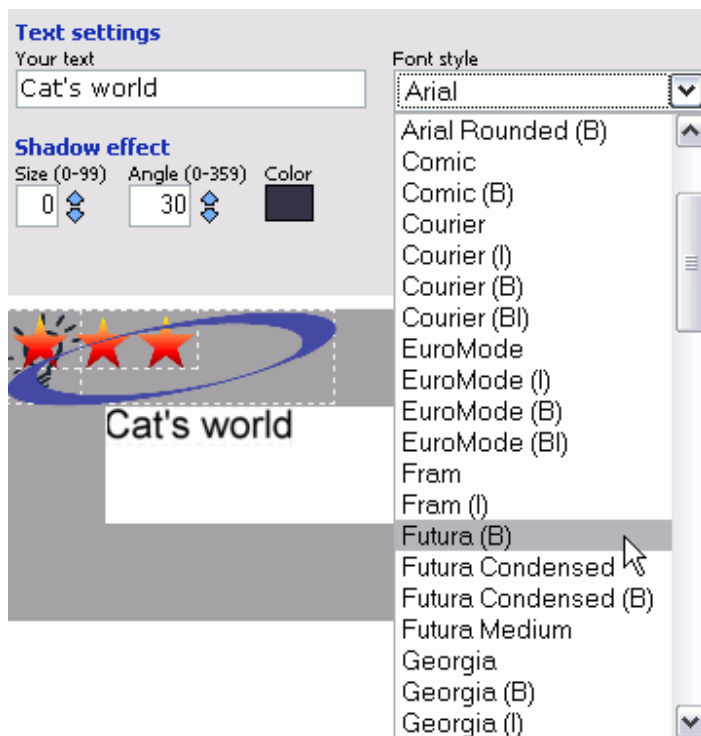 Text settings
Your text
Cat's world
Shadow effect
Size (0-99) Angle (0-359) Color
0 30
Font style
Arial
Arial Rounded (B)
Comic
Comic (B)
Courier
Courier (I)
Courier (B)
Courier (BI)
EuroMode
EuroMode (I)
EuroMode (B)
EuroMode (BI)
Fram
Fram (I)
Futura (B)
Futura Condensed
Futura Condensed (B)
Futura Medium
Georgia
Georgia (B)
Georgia (I)
Cat's world